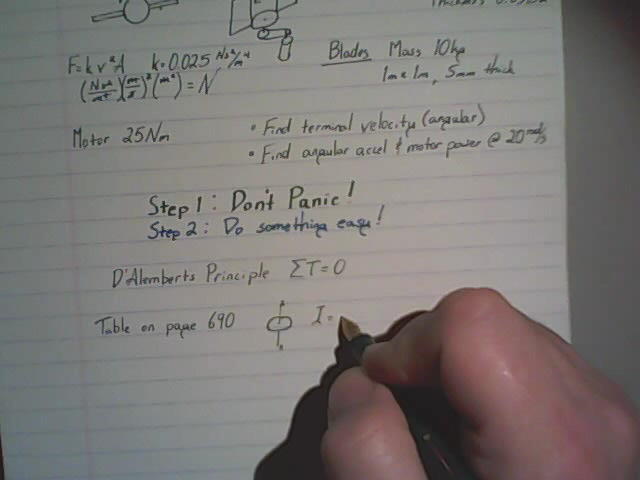 F = k v² A   k = 0.025 Ns²/m⁴   Blades   Mass 10kg
(Ns²/m⁴)(m/s)²(m²) = N   1m x 1m, 5mm thick
Motor 25Nm   • Find terminal velocity (angular)
• Find angular accel & motor power @ 20 rad/s
Step 1 : Don't Panic!
Step 2 : Do something easy!
D'Alemberts Principle   ΣT = 0
Table on page 690   I =